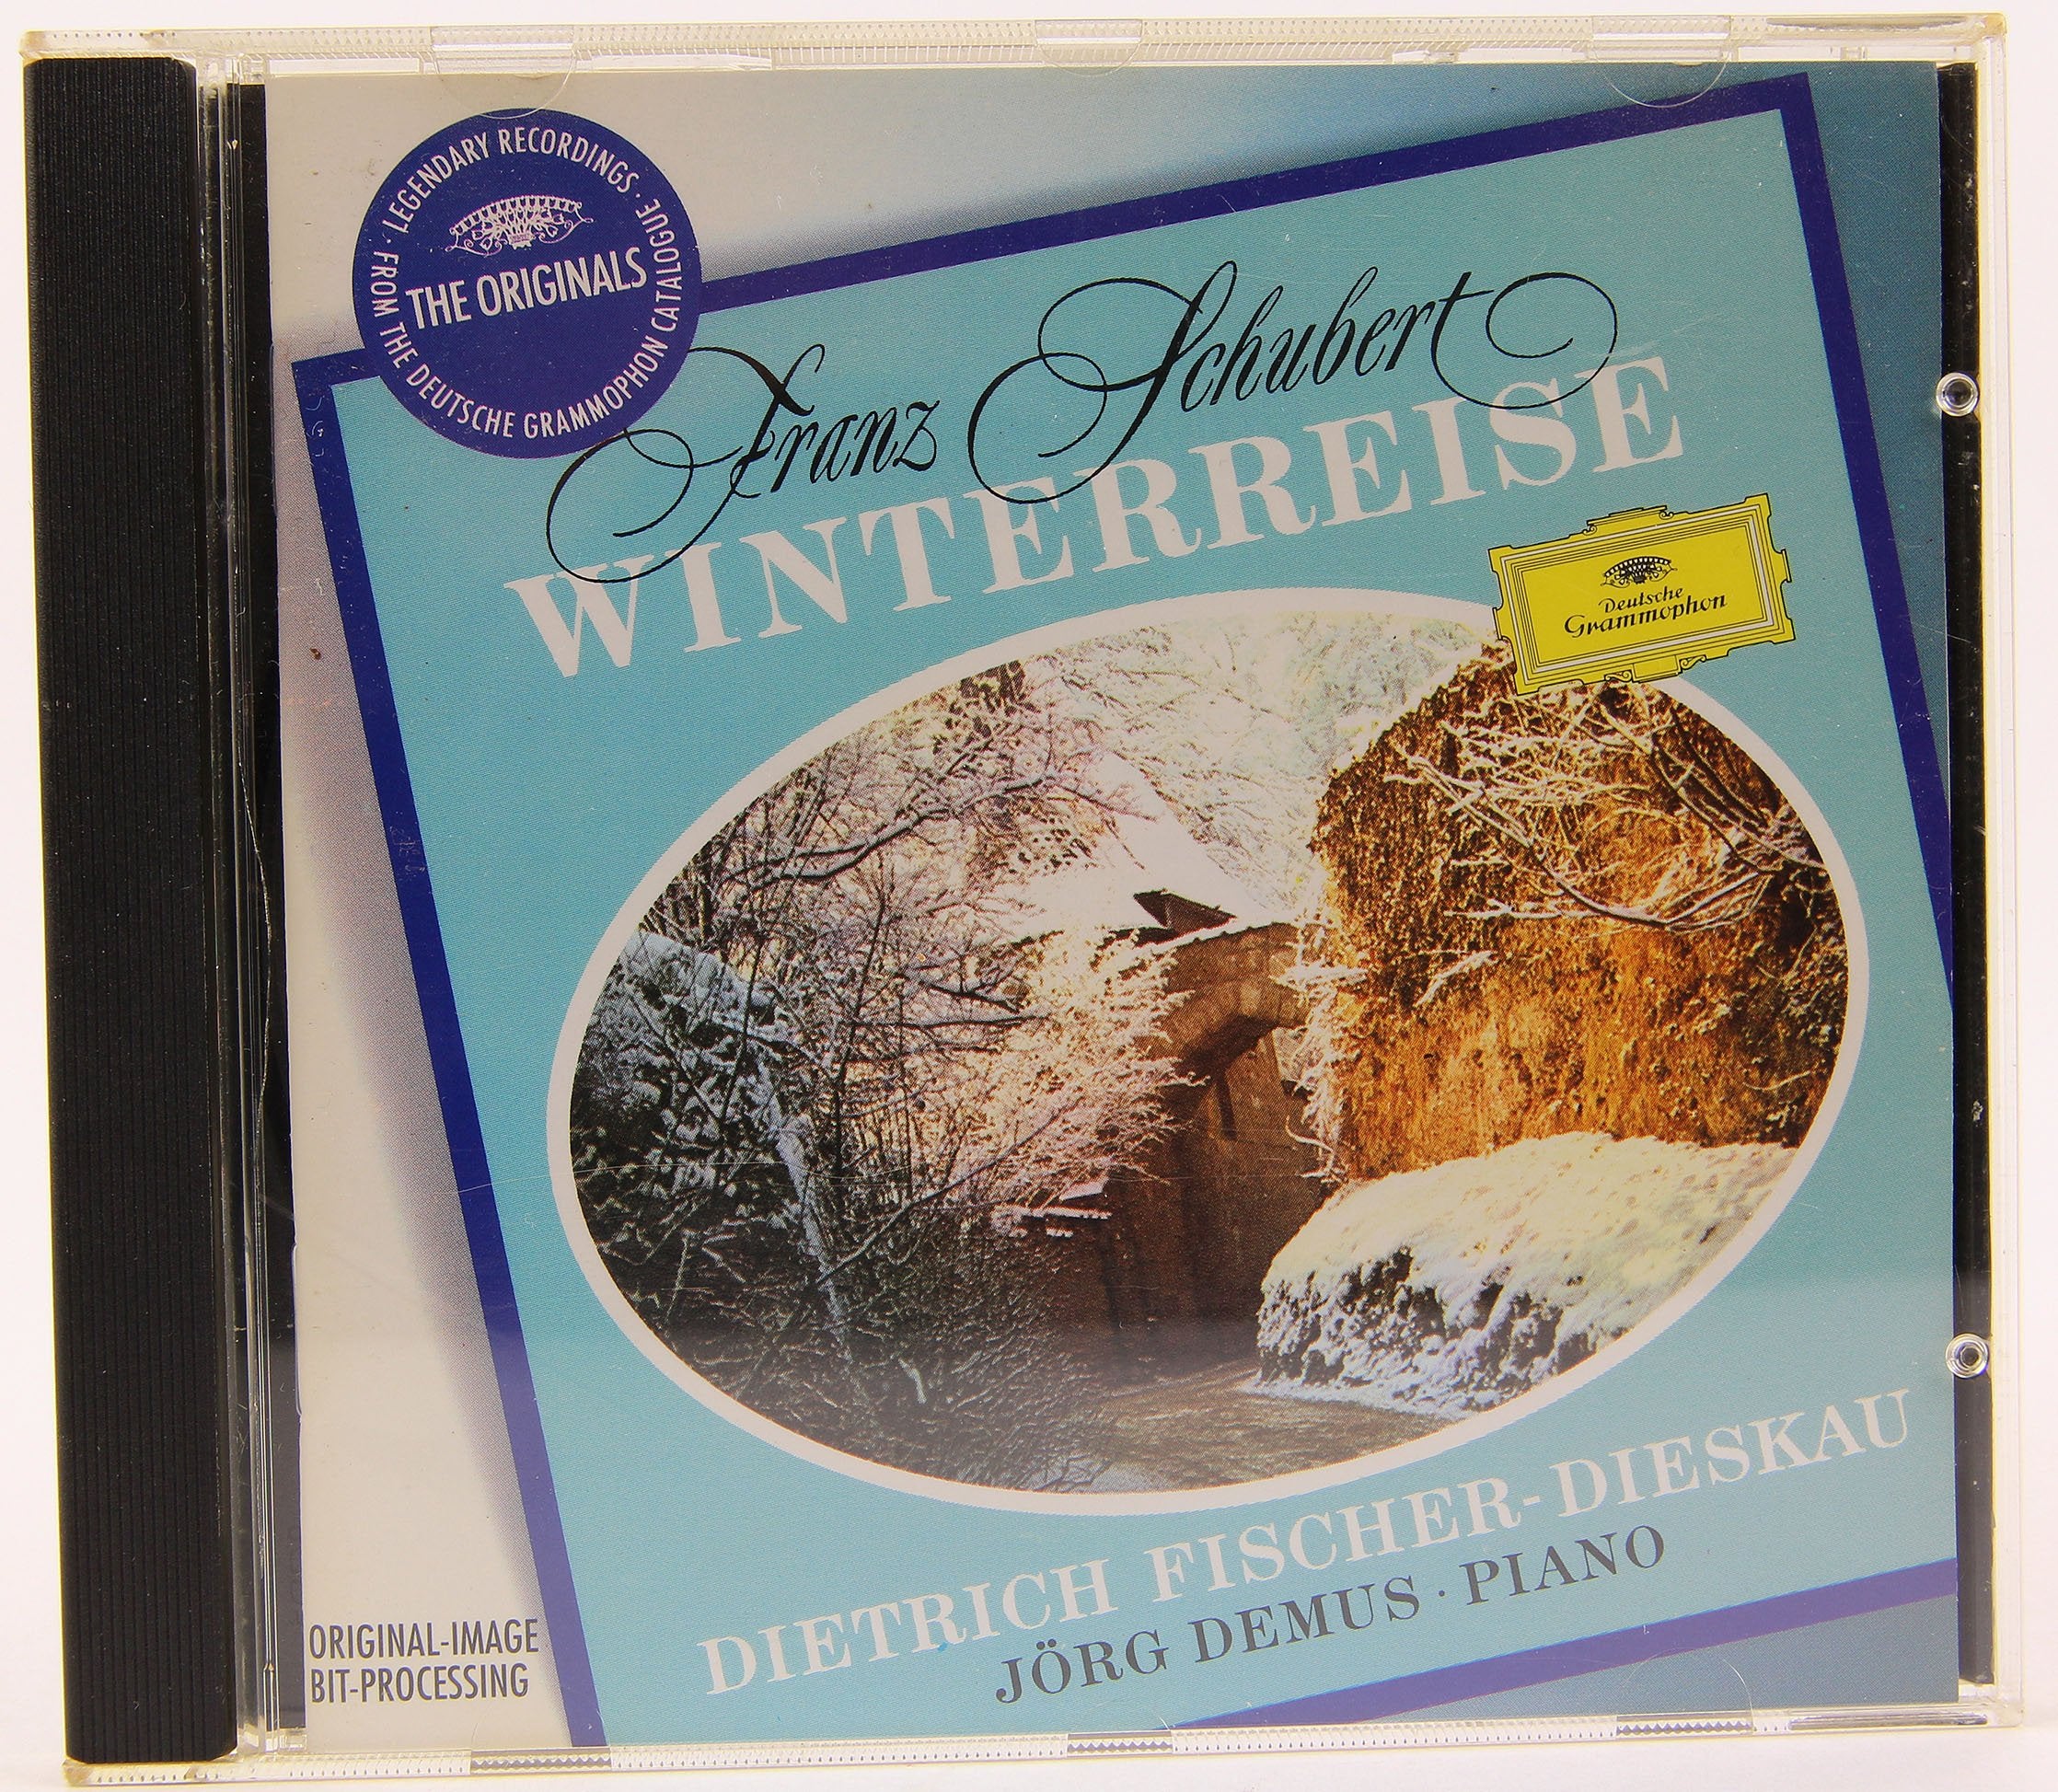 LEGENDARY RECORDINGS · FROM THE DEUTSCHE GRAMMOPHON CATALOGUE ·
THE ORIGINALS
Franz Schubert
WINTERREISE
Deutsche
Grammophon
DIETRICH FISCHER-DIESKAU
JÖRG DEMUS · PIANO
ORIGINAL-IMAGE
BIT-PROCESSING